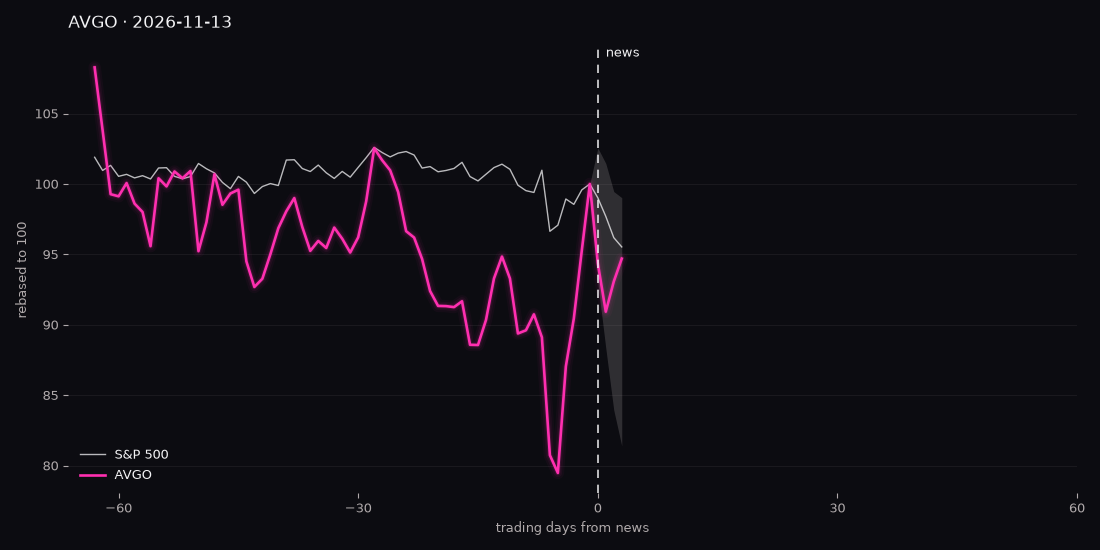 AVGO · 2026-11-13
news
105
100
95
90
85
80
rebased to 100
S&P 500
AVGO
−60
−30
0
30
60
trading days from news